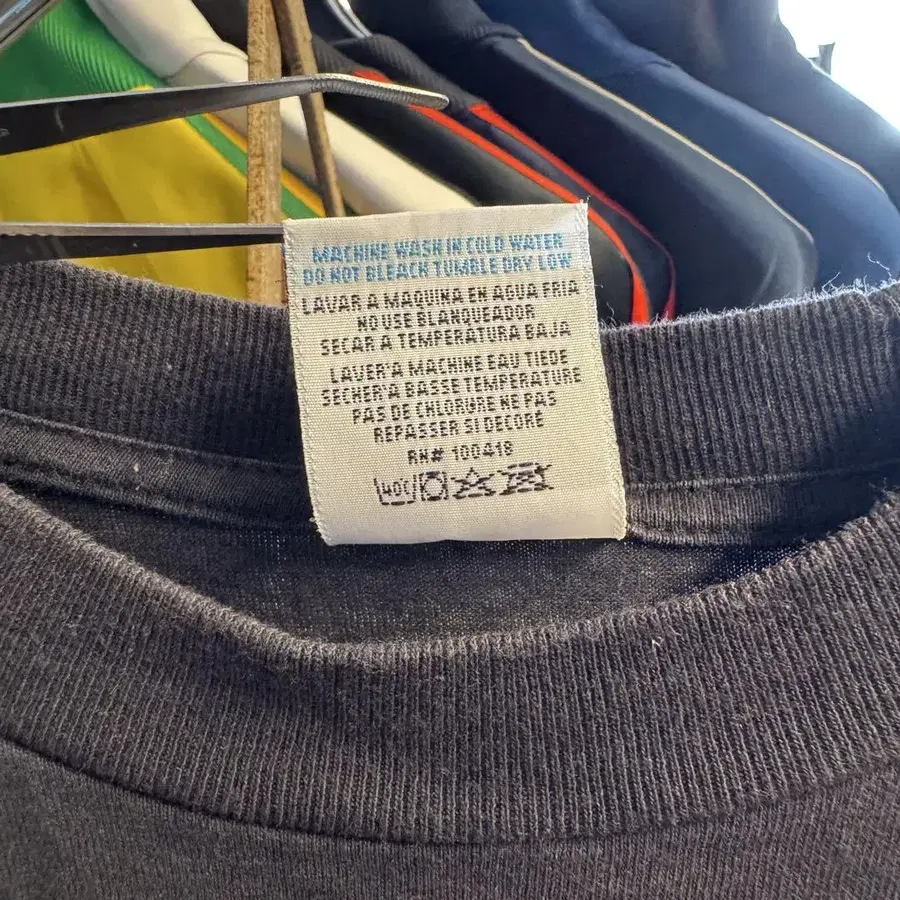 MACHINE WASH IN COLD WATER
DO NOT BLEACH TUMBLE DRY LOW
LAVAR A MAQUINA EN AGUA FRIA
NO USE BLANQUEADOR
SECAR A TEMPERATURA BAJA
LAVER'A MACHINE EAU TIEDE
SECHER'A BASSE TEMPERATURE
PAS DE CHLORURE NE PAS
REPASSER SI DECORÉ
RN# 100418
40C